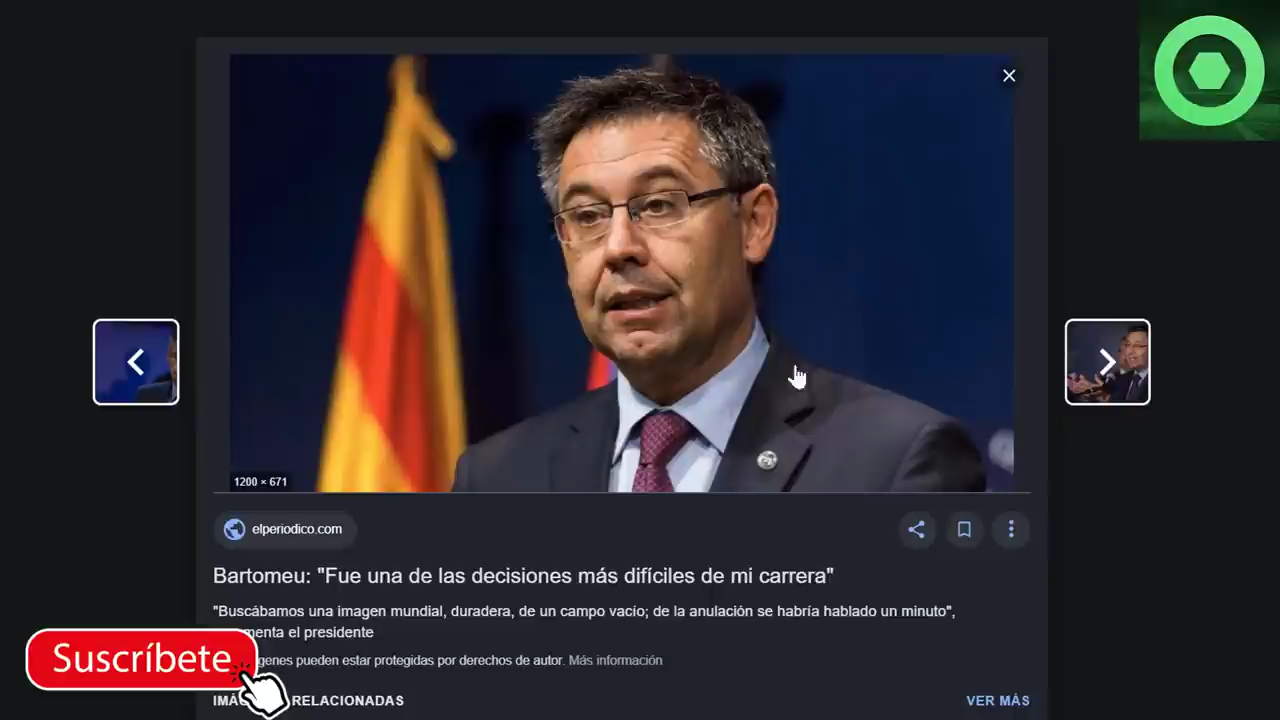 1200 × 671
elperiodico.com
Bartomeu: "Fue una de las decisiones más difíciles de mi carrera"
"Buscábamos una imagen mundial, duradera, de un campo vacío; de la anulación se habría hablado un minuto",
menta el presidente
genes pueden estar protegidas por derechos de autor. Más información
Suscríbete
IMÁ RELACIONADAS
VER MÁS